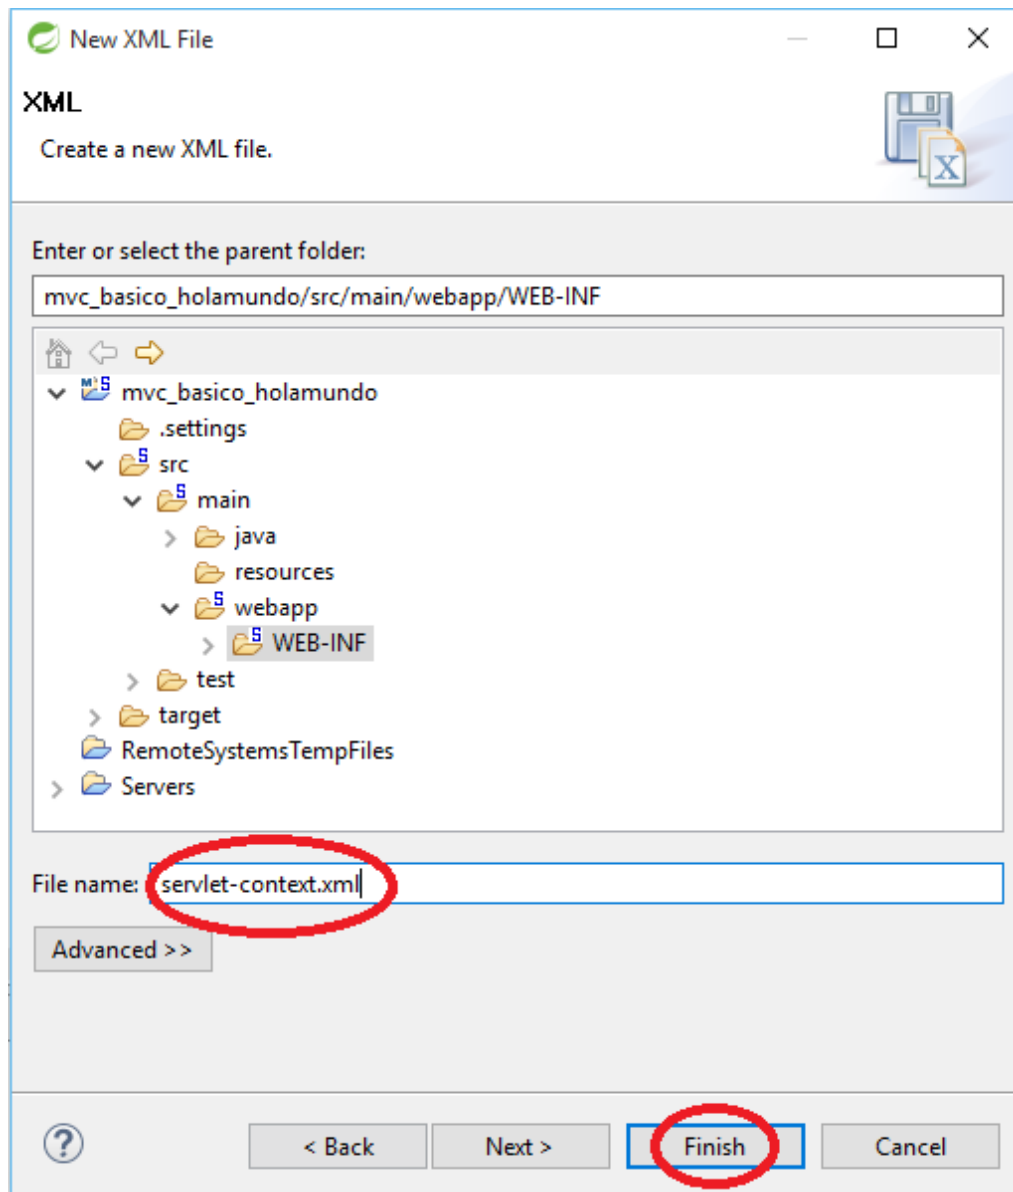 New XML File
XML
Create a new XML file.
Enter or select the parent folder:
mvc_basico_holamundo/src/main/webapp/WEB-INF
mvc_basico_holamundo
.settings
src
main
java
resources
webapp
WEB-INF
test
target
RemoteSystemsTempFiles
Servers
File name: servlet-context.xml
Advanced >>
< Back Next > Finish Cancel